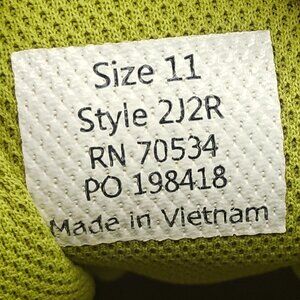 Size 11
Style 2J2R
RN 70534
PO 198418
Made in Vietnam